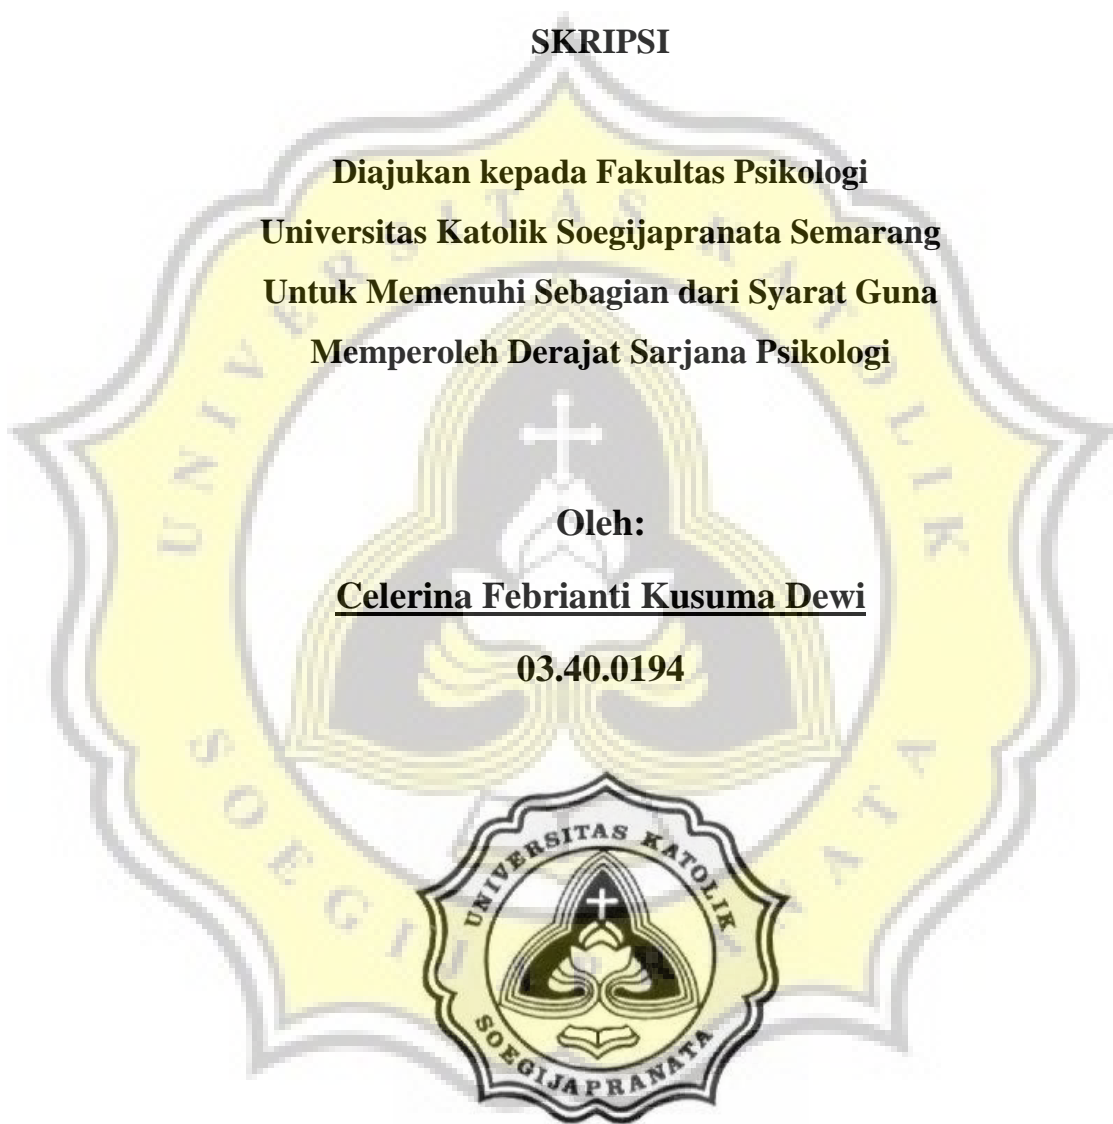 SKRIPSI
Diajukan kepada Fakultas Psikologi
Universitas Katolik Soegijapranata Semarang
Untuk Memenuhi Sebagian dari Syarat Guna
Memperoleh Derajat Sarjana Psikologi
Oleh:
Celerina Febrianti Kusuma Dewi
03.40.0194
UNIVERSITAS KATOLIK
SOEGIJAPRANATA